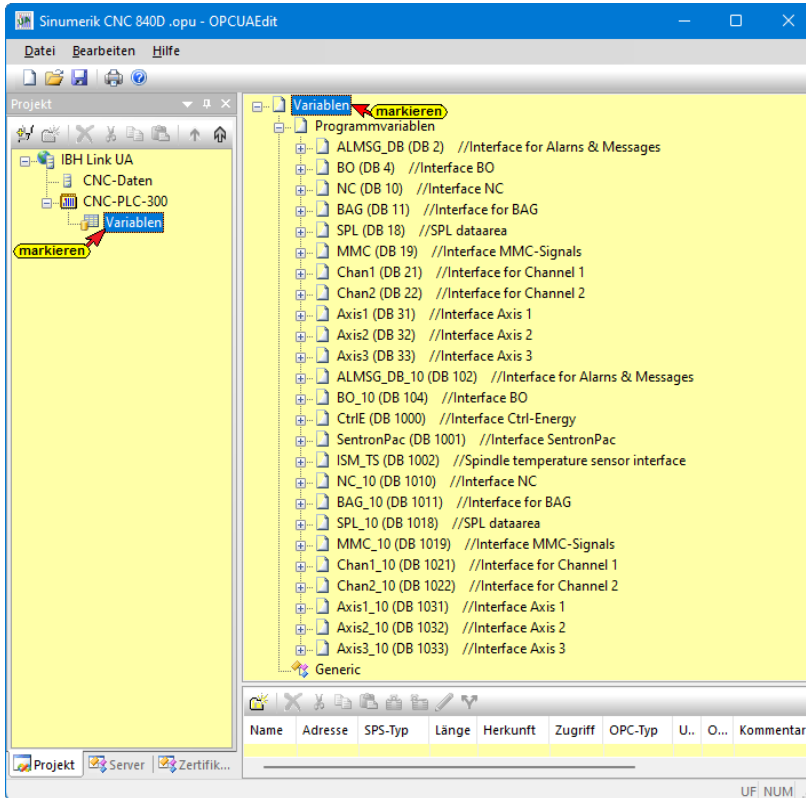 Sinumerik CNC 840D .opu - OPCUAEdit
Datei Bearbeiten Hilfe
Projekt
IBH Link UA
CNC-Daten
CNC-PLC-300
Variablen
markieren
Variablen
markieren
Programmvariablen
ALMSG_DB (DB 2) //Interface for Alarms & Messages
BO (DB 4) //Interface BO
NC (DB 10) //Interface NC
BAG (DB 11) //Interface for BAG
SPL (DB 18) //SPL dataarea
MMC (DB 19) //Interface MMC-Signals
Chan1 (DB 21) //Interface for Channel 1
Chan2 (DB 22) //Interface for Channel 2
Axis1 (DB 31) //Interface Axis 1
Axis2 (DB 32) //Interface Axis 2
Axis3 (DB 33) //Interface Axis 3
ALMSG_DB_10 (DB 102) //Interface for Alarns & Messages
BO_10 (DB 104) //Interface BO
CtrlE (DB 1000) //Interface Ctrl-Energy
SentronPac (DB 1001) //Interface SentronPac
ISM_TS (DB 1002) //Spindle temperature sensor interface
NC_10 (DB 1010) //Interface NC
BAG_10 (DB 1011) //Interface for BAG
SPL_10 (DB 1018) //SPL dataarea
MMC_10 (DB 1019) //Interface MMC-Signals
Chan1_10 (DB 1021) //Interface for Channel 1
Chan2_10 (DB 1022) //Interface for Channel 2
Axis1_10 (DB 1031) //Interface Axis 1
Axis2_10 (DB 1032) //Interface Axis 2
Axis3_10 (DB 1033) //Interface Axis 3
Generic
Name Adresse SPS-Typ Länge Herkunft Zugriff OPC-Typ U.. O... Kommentar
Projekt Server Zertifik...
UF NUM